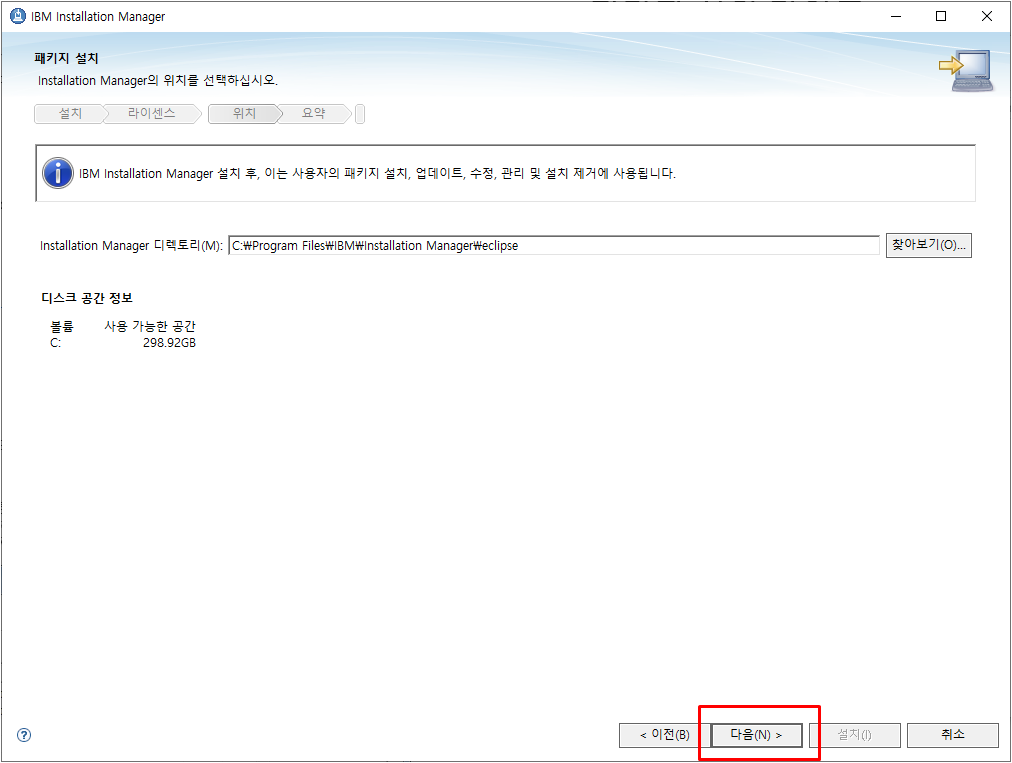 IBM Installation Manager
패키지 설치
Installation Manager의 위치를 선택하십시오.
설치 라이센스 위치 요약
IBM Installation Manager 설치 후, 이는 사용자의 패키지 설치, 업데이트, 수정, 관리 및 설치 제거에 사용됩니다.
Installation Manager 디렉토리(M): C:₩Program Files₩IBM₩Installation Manager₩eclipse 찾아보기(O)...
디스크 공간 정보
볼륨 사용 가능한 공간
C: 298.92GB
< 이전(B) 다음(N) > 설치(I) 취소